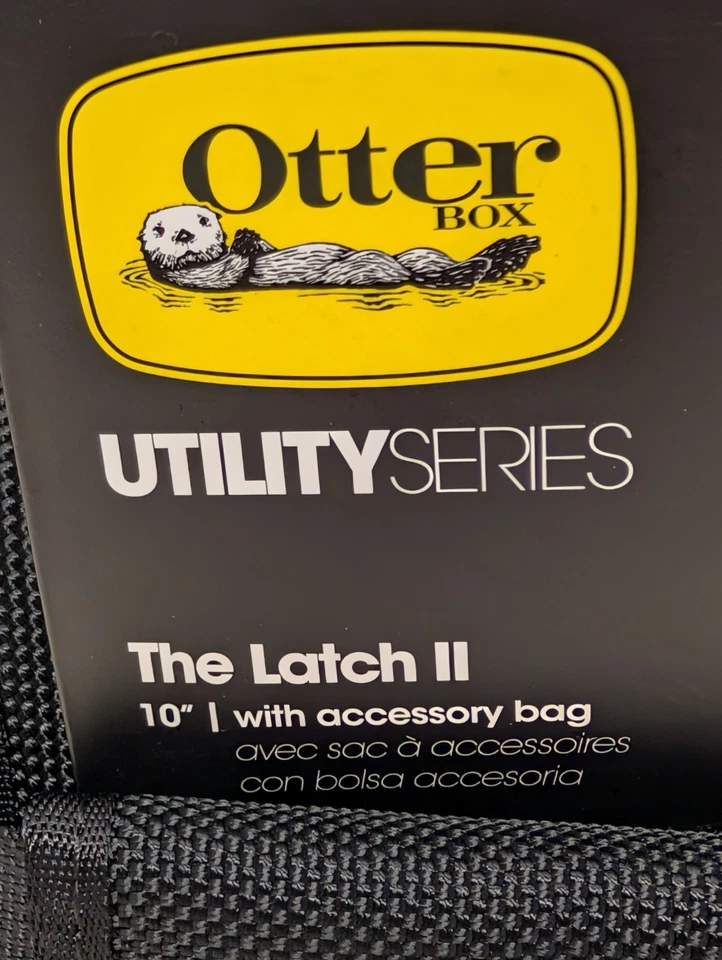 Otter
BOX
UTILITYSERIES
The Latch II
10" | with accessory bag
avec sac à accessoires
con bolsa accesoria